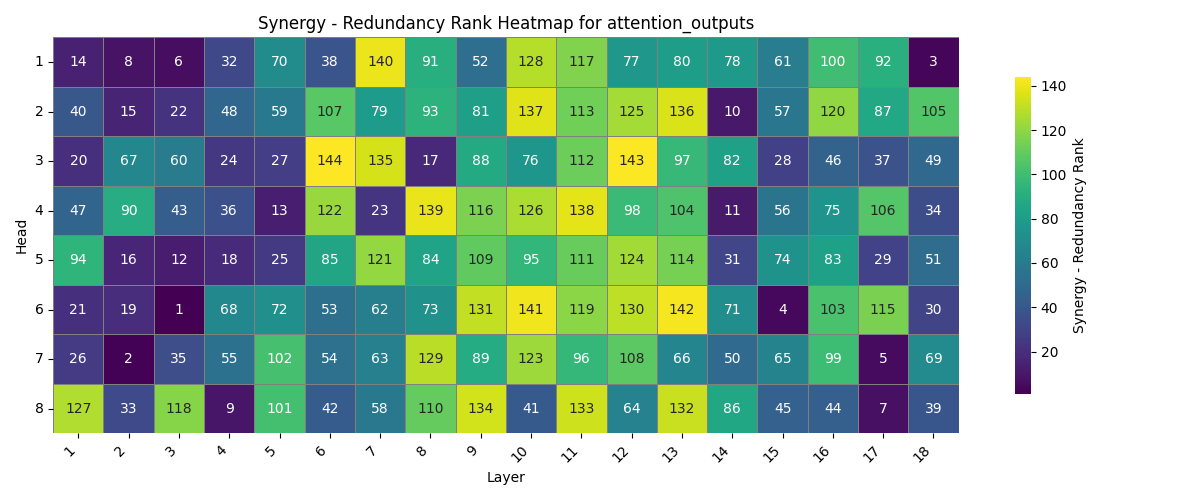 Synergy - Redundancy Rank Heatmap for attention_outputs
1 14 8 6 32 70 38 140 91 52 128 117 77 80 78 61 100 92 3
2 40 15 22 48 59 107 79 93 81 137 113 125 136 10 57 120 87 105
3 20 67 60 24 27 144 135 17 88 76 112 143 97 82 28 46 37 49
4 47 90 43 36 13 122 23 139 116 126 138 98 104 11 56 75 106 34
5 94 16 12 18 25 85 121 84 109 95 111 124 114 31 74 83 29 51
6 21 19 1 68 72 53 62 73 131 141 119 130 142 71 4 103 115 30
7 26 2 35 55 102 54 63 129 89 123 96 108 66 50 65 99 5 69
8 127 33 118 9 101 42 58 110 134 41 133 64 132 86 45 44 7 39
1 2 3 4 5 6 7 8 9 10 11 12 13 14 15 16 17 18
Layer
Head
140
120
100
80
60
40
20
Synergy - Redundancy Rank